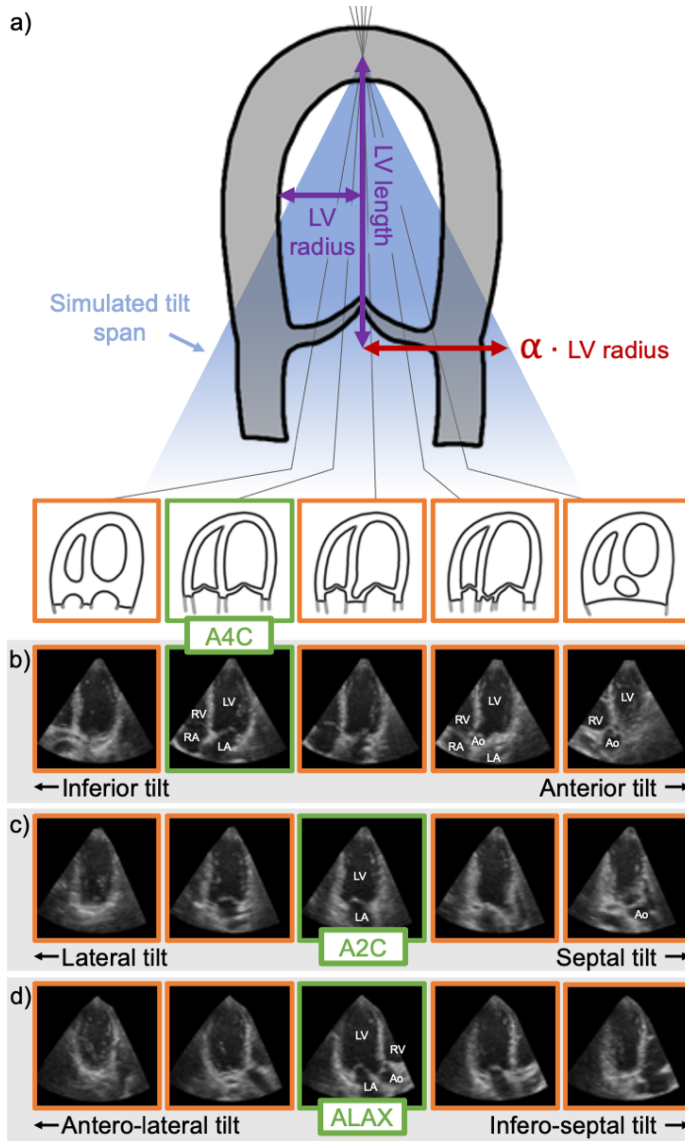 a)
LV length
LV
radius
Simulated tilt
span
α · LV radius
A4C
b)
LV
RV
RA
LA
LV
RV
Ao
RA
LA
LV
RV
Ao
Inferior tilt
Anterior tilt
c)
LV
LA
Ao
A2C
Lateral tilt
Septal tilt
d)
LV
RV
Ao
LA
ALAX
Antero-lateral tilt
Infero-septal tilt